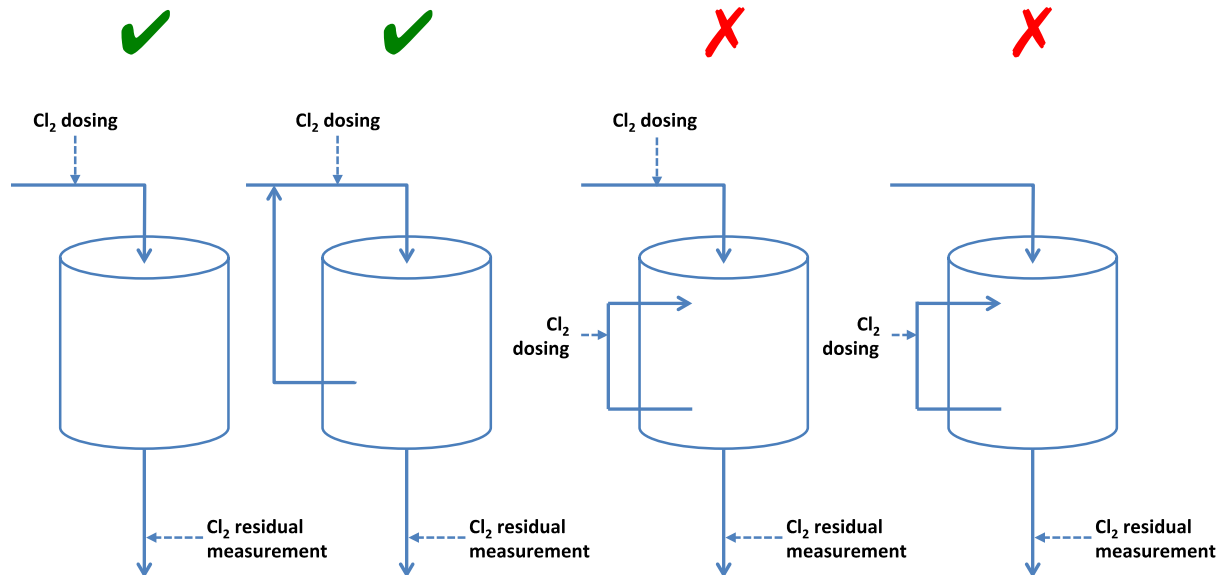 Cl₂ dosing
Cl₂ dosing
Cl₂ dosing
Cl₂
dosing
Cl₂
dosing
Cl₂ residual
measurement
Cl₂ residual
measurement
Cl₂ residual
measurement
Cl₂ residual
measurement